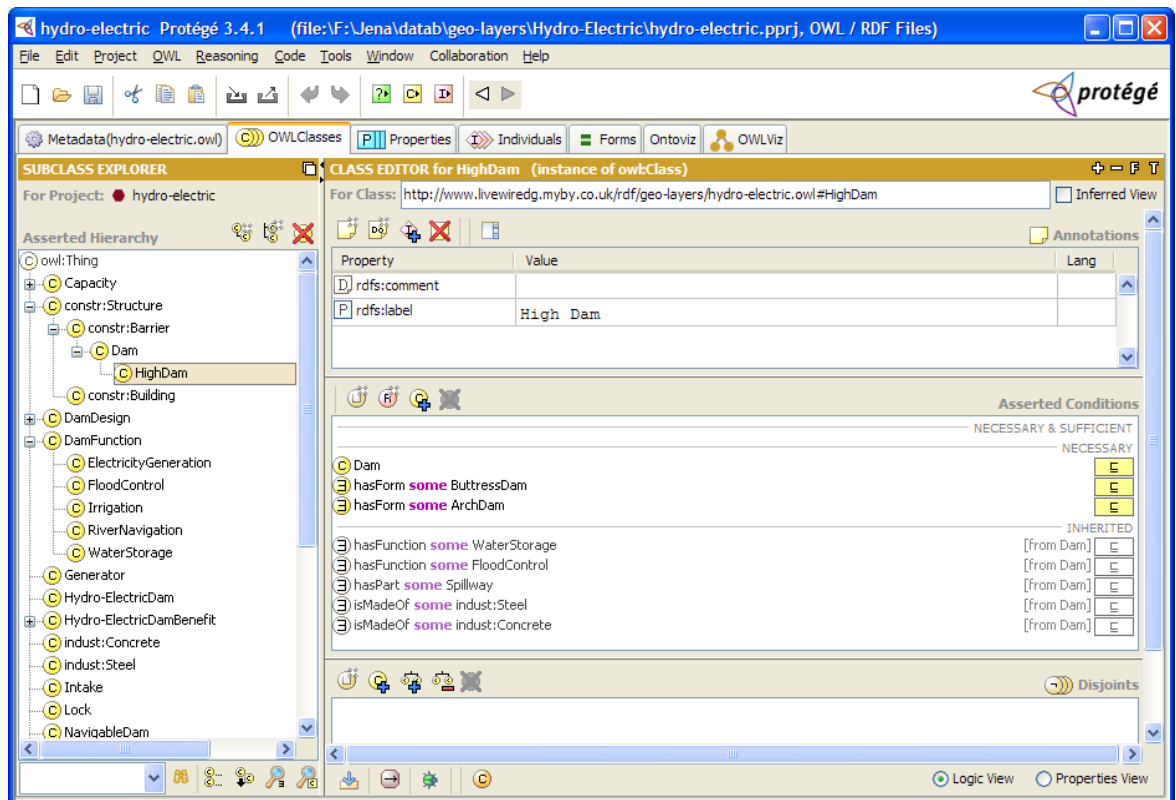 hydro-electric Protégé 3.4.1 (file:\F:\Jena\datab\geo-layers\Hydro-Electric\hydro-electric.pprj, OWL / RDF Files)
File Edit Project OWL Reasoning Code Tools Window Collaboration Help
protégé
Metadata(hydro-electric.owl) OWLClasses Properties Individuals Forms Ontoviz OWLViz
SUBCLASS EXPLORER
For Project: hydro-electric
Asserted Hierarchy
owl:Thing
Capacity
constr:Structure
constr:Barrier
Dam
HighDam
constr:Building
DamDesign
DamFunction
ElectricityGeneration
FloodControl
Irrigation
RiverNavigation
WaterStorage
Generator
Hydro-ElectricDam
Hydro-ElectricDamBenefit
indust:Concrete
indust:Steel
Intake
Lock
NavigableDam
CLASS EDITOR for HighDam (instance of owl:Class)
For Class: http://www.livewiredg.myby.co.uk/rdf/geo-layers/hydro-electric.owl#HighDam Inferred View
Annotations
Property Value Lang
rdfs:comment
rdfs:label High Dam
Asserted Conditions
NECESSARY & SUFFICIENT
NECESSARY
Dam
hasForm some ButtressDam
hasForm some ArchDam
INHERITED
hasFunction some WaterStorage [from Dam]
hasFunction some FloodControl [from Dam]
hasPart some Spillway [from Dam]
isMadeOf some indust:Steel [from Dam]
isMadeOf some indust:Concrete [from Dam]
Disjoints
Logic View Properties View